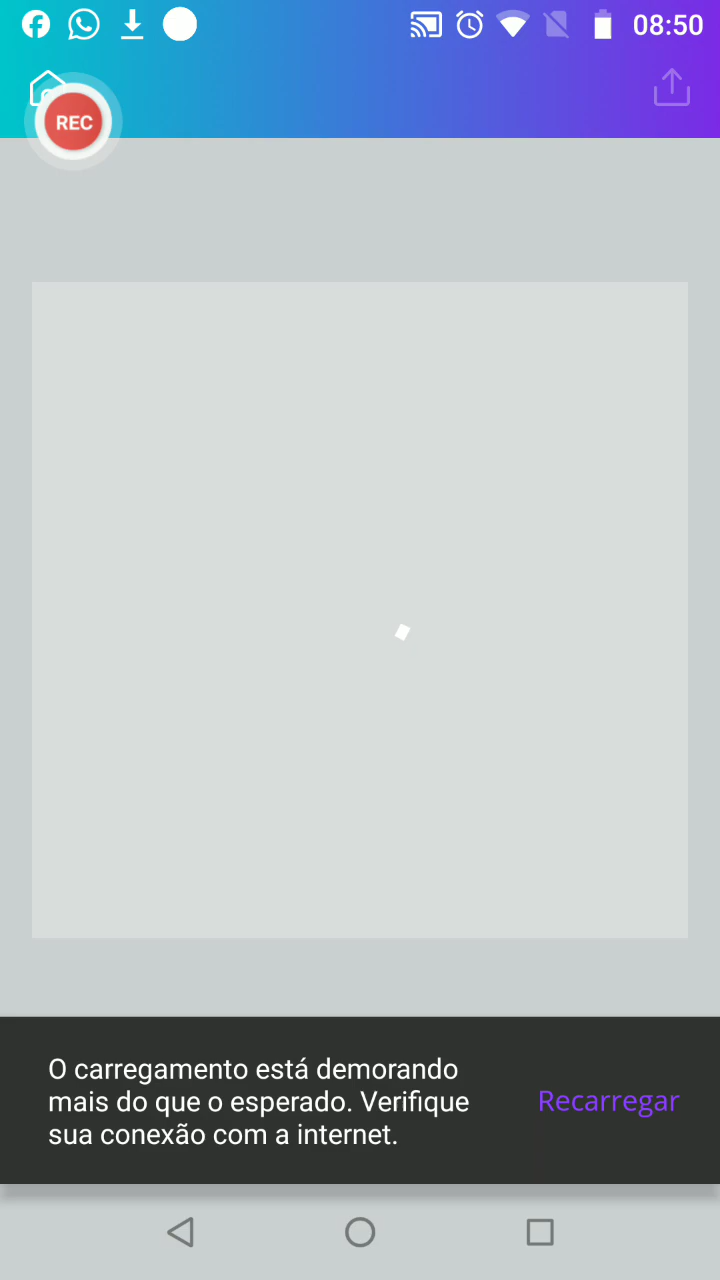 08:50
REC
O carregamento está demorando
mais do que o esperado. Verifique
sua conexão com a internet.
Recarregar